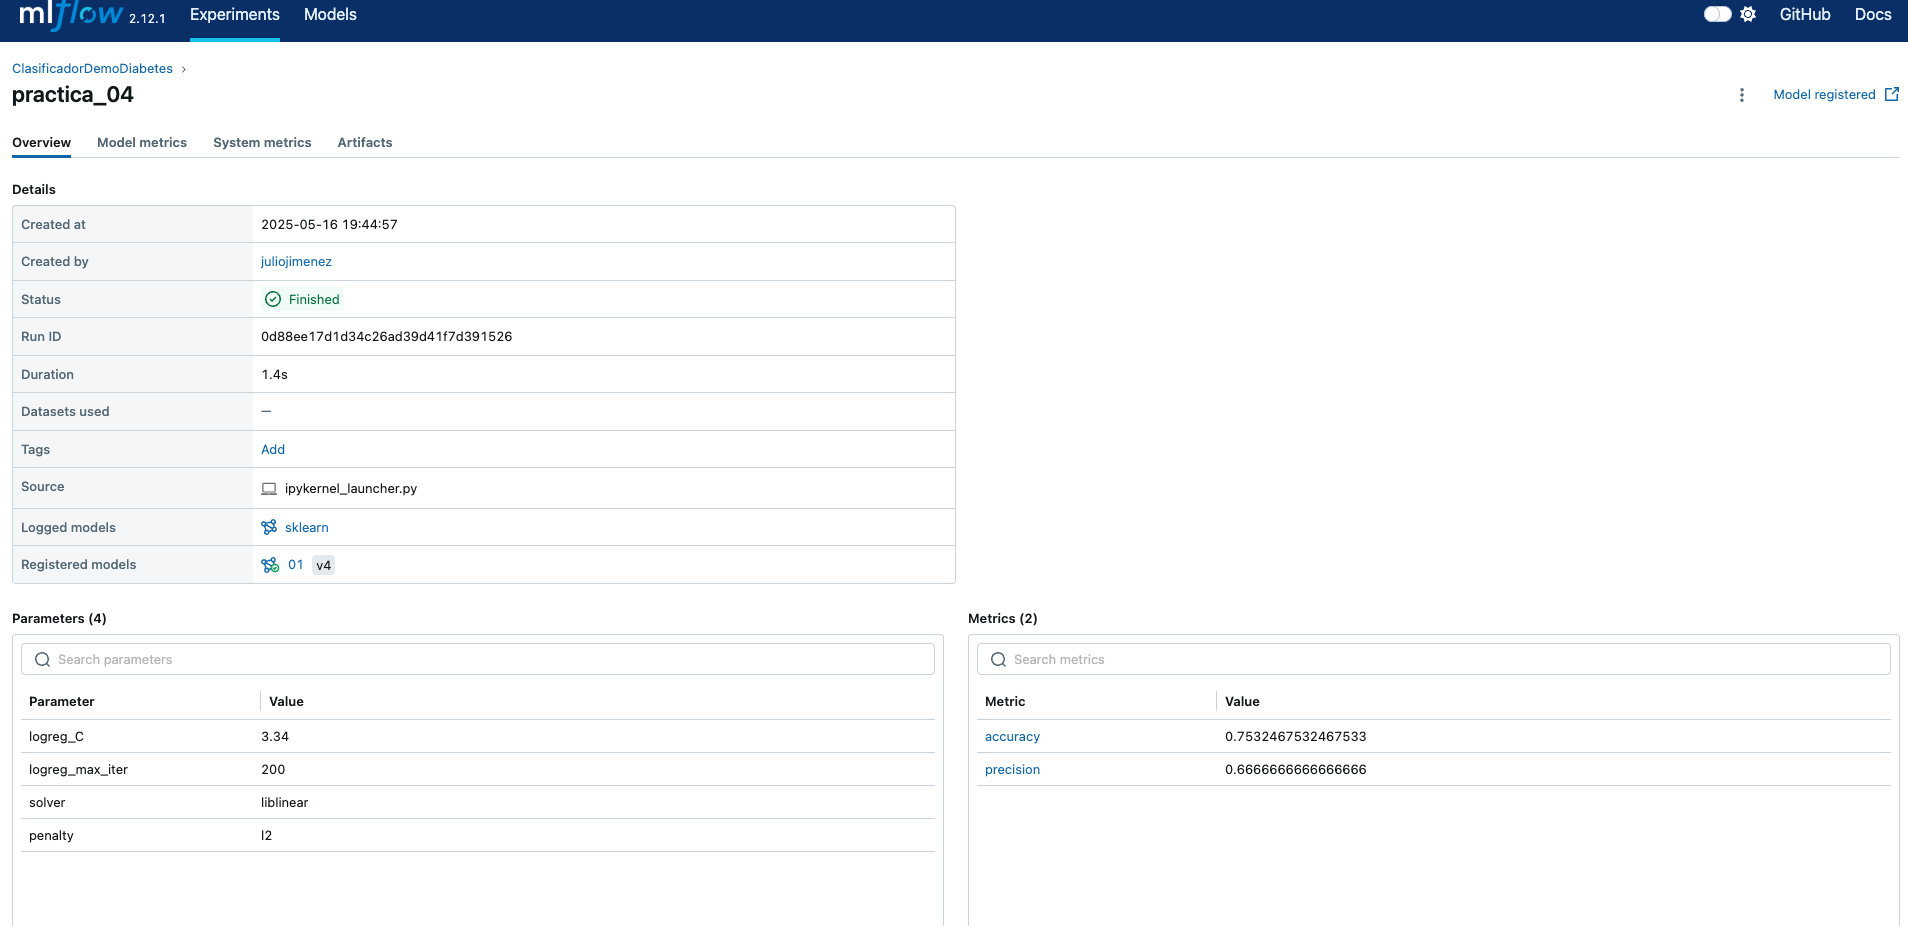 mlflow 2.12.1 Experiments Models GitHub Docs
ClasificadorDemoDiabetes ›
practica_04
Model registered
Overview Model metrics System metrics Artifacts
Details
Created at 2025-05-16 19:44:57
Created by juliojimenez
Status Finished
Run ID 0d88ee17d1d34c26ad39d41f7d391526
Duration 1.4s
Datasets used —
Tags Add
Source ipykernel_launcher.py
Logged models sklearn
Registered models 01 v4
Parameters (4)
Search parameters
Parameter Value
logreg_C 3.34
logreg_max_iter 200
solver liblinear
penalty l2
Metrics (2)
Search metrics
Metric Value
accuracy 0.7532467532467533
precision 0.6666666666666666